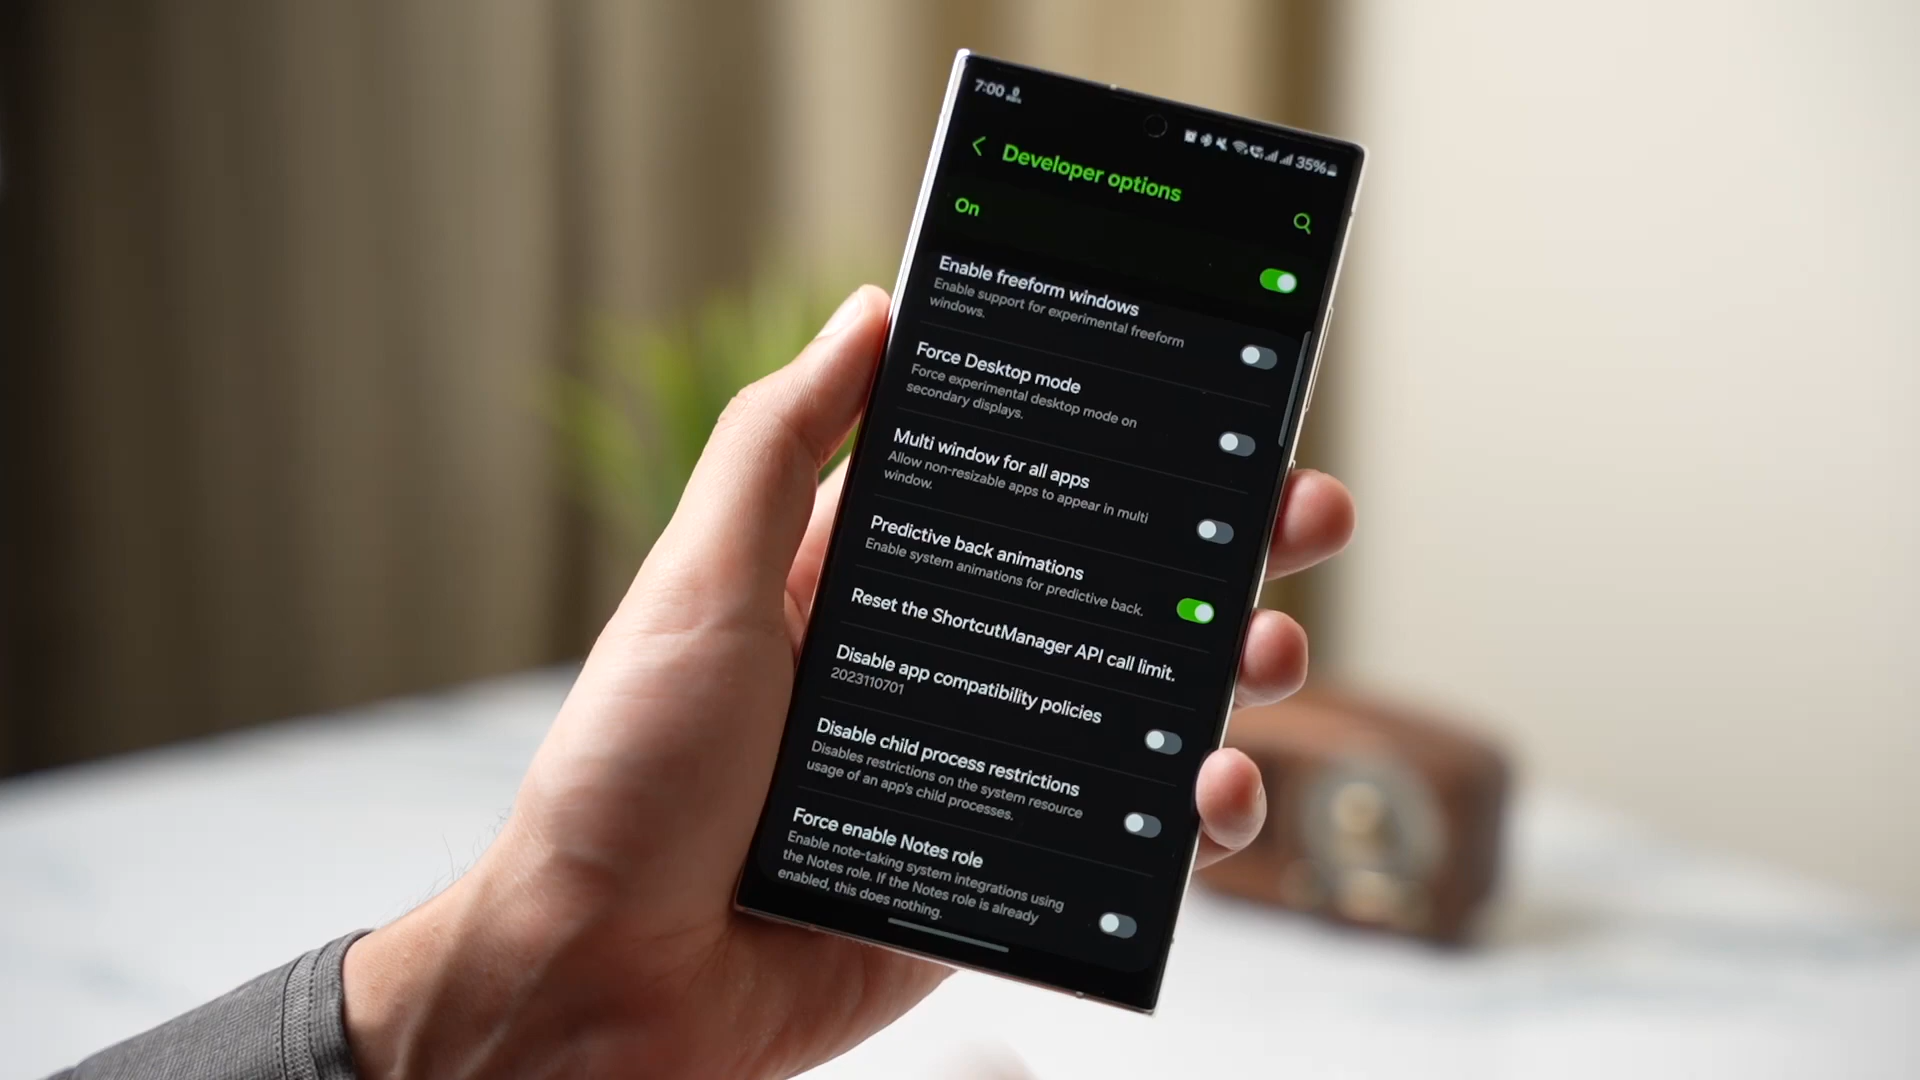 7:00
35%
Developer options
On
Enable freeform windows
Enable support for experimental freeform
windows.
Force Desktop mode
Force experimental desktop mode on
secondary displays.
Multi window for all apps
Allow non-resizable apps to appear in multi
window.
Predictive back animations
Enable system animations for predictive back.
Reset the ShortcutManager API call limit.
Disable app compatibility policies
2023110701
Disable child process restrictions
Disables restrictions on the system resource
usage of an app's child processes.
Force enable Notes role
Enable note-taking system integrations using
the Notes role. If the Notes role is already
enabled, this does nothing.